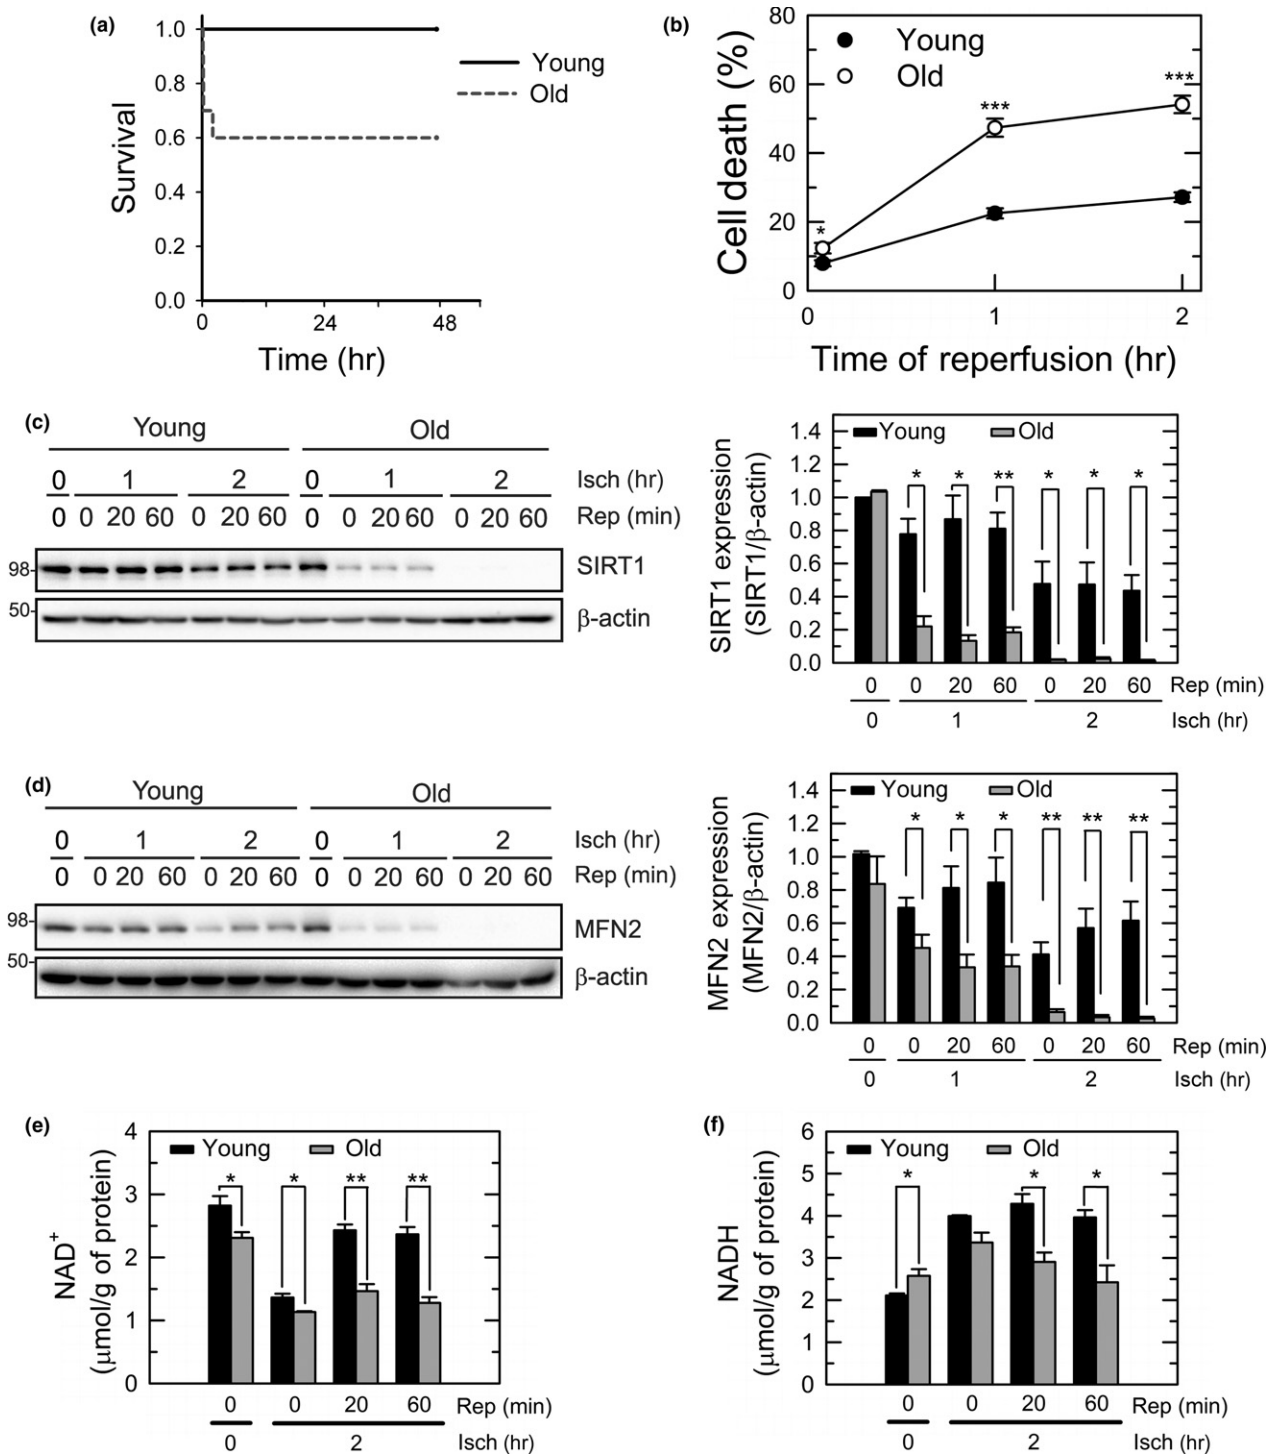 (a)
1.0
0.8
0.6
0.4
0.2
0.0
Survival
0 24 48
Time (hr)
Young
Old
(b)
80
60
40
20
0
Cell death (%)
Young
Old
* *** ***
0 1 2
Time of reperfusion (hr)
(c)
Young Old
0 1 2 0 1 2 Isch (hr)
0 0 20 60 0 20 60 0 0 20 60 0 20 60 Rep (min)
98 SIRT1
50 β-actin
SIRT1 expression
(SIRT1/β-actin)
1.4
1.2
1.0
0.8
0.6
0.4
0.2
0.0
Young Old
* * ** * * *
0 0 20 60 0 20 60 Rep (min)
0 1 2 Isch (hr)
(d)
Young Old
0 1 2 0 1 2 Isch (hr)
0 0 20 60 0 20 60 0 0 20 60 0 20 60 Rep (min)
98 MFN2
50 β-actin
MFN2 expression
(MFN2/β-actin)
1.4
1.2
1.0
0.8
0.6
0.4
0.2
0.0
Young Old
* * * ** ** **
0 0 20 60 0 20 60 Rep (min)
0 1 2 Isch (hr)
(e)
NAD+
(μmol/g of protein)
4
3
2
1
0
Young Old
* * ** **
0 0 20 60 Rep (min)
0 2 Isch (hr)
(f)
NADH
(μmol/g of protein)
6
5
4
3
2
1
0
Young Old
* * *
0 0 20 60 Rep (min)
0 2 Isch (hr)